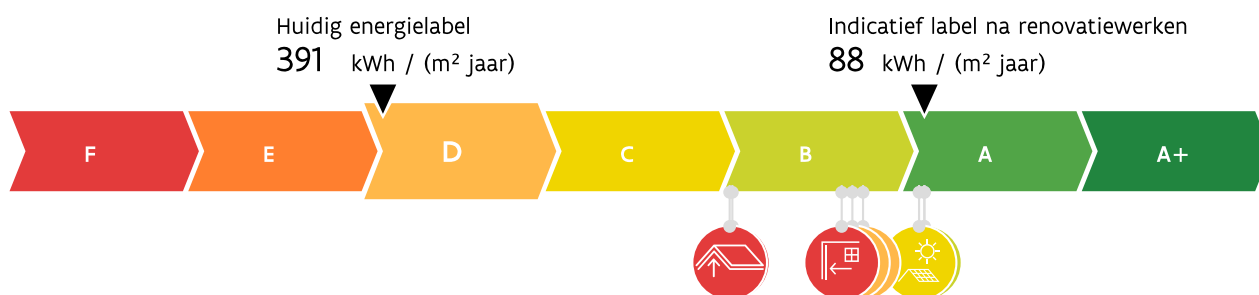 Huidig energielabel
391 kWh / (m² jaar)
Indicatief label na renovatiewerken
88 kWh / (m² jaar)
F E D C B A A+